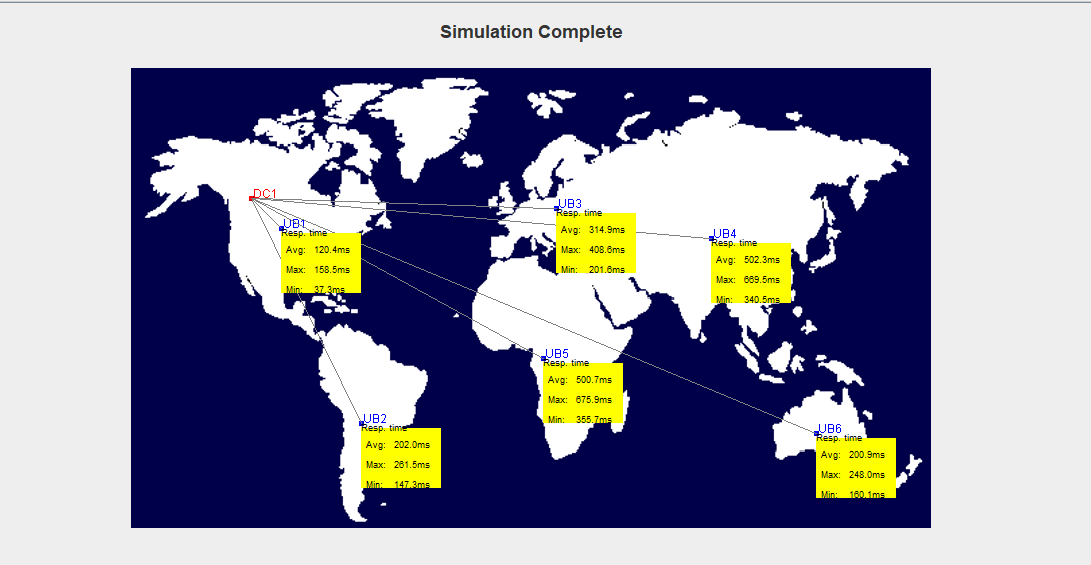 Simulation Complete
DC1
UB1
Resp. time
Avg: 120.4ms
Max: 158.5ms
Min: 37.3ms
UB3
Resp. time
Avg: 314.9ms
Max: 408.6ms
Min: 201.6ms
UB4
Resp. time
Avg: 502.3ms
Max: 669.5ms
Min: 340.5ms
UB5
Resp. time
Avg: 500.7ms
Max: 675.9ms
Min: 355.7ms
UB2
Resp. time
Avg: 202.0ms
Max: 261.5ms
Min: 147.3ms
UB6
Resp. time
Avg: 200.9ms
Max: 248.0ms
Min: 160.1ms